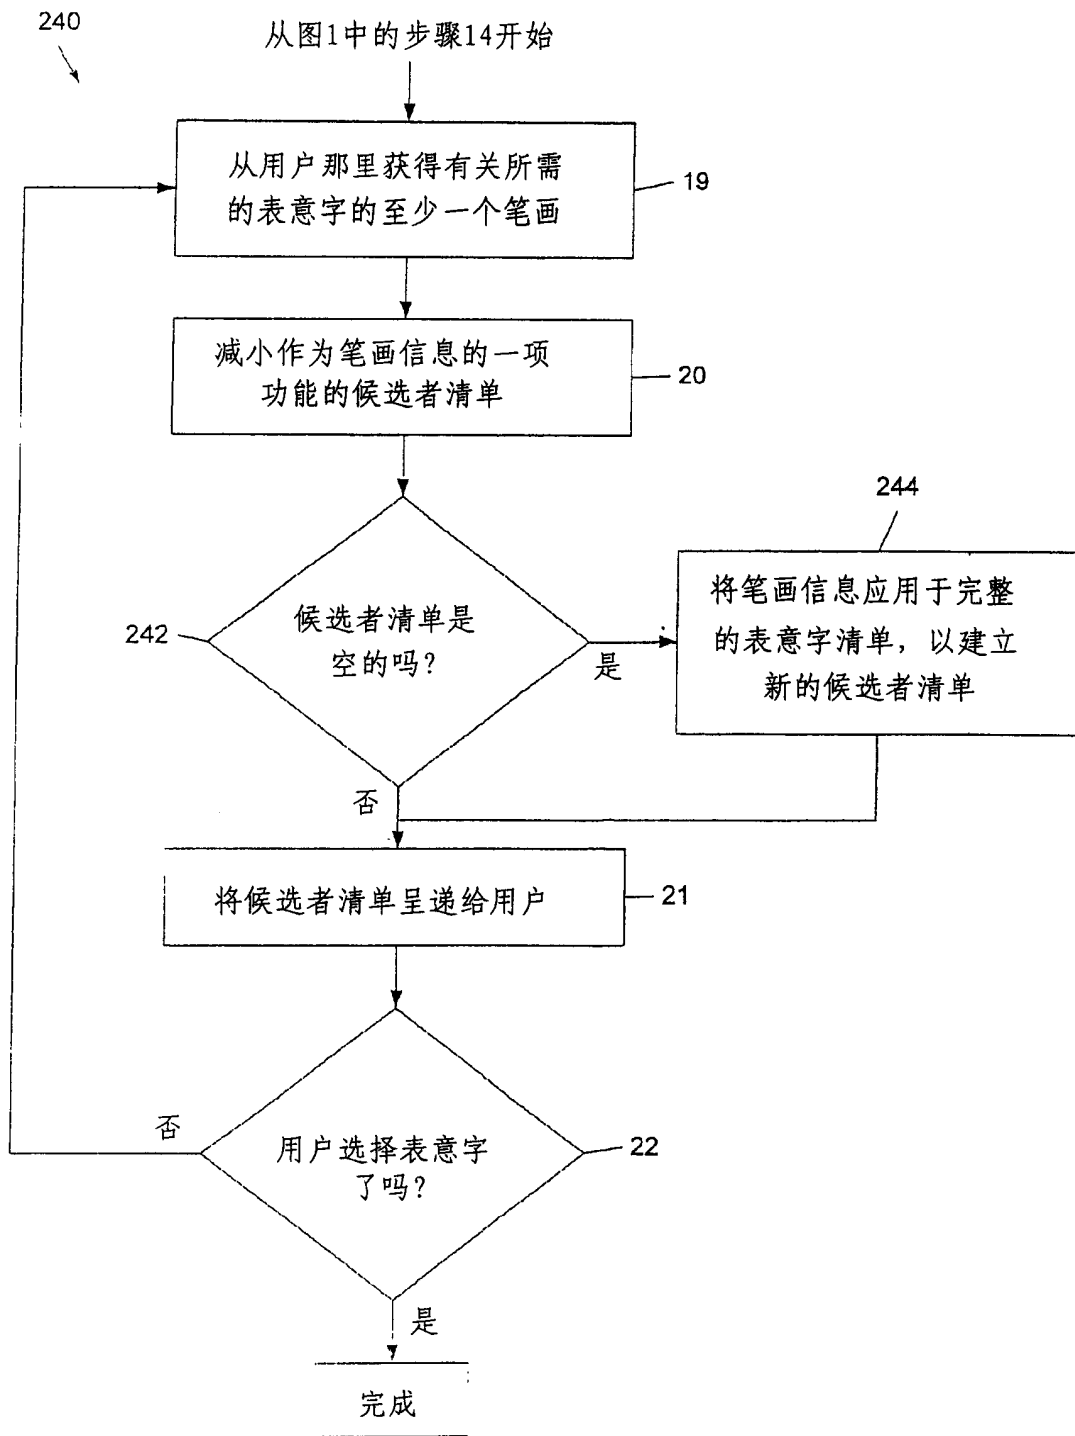 240
从图1中的步骤14开始
从用户那里获得有关所需
的表意字的至少一个笔画
19
减小作为笔画信息的一项
功能的候选者清单
20
244
将笔画信息应用于完整
的表意字清单，以建立
新的候选者清单
242
候选者清单是
空的吗？
是
否
将候选者清单呈递给用户
21
否
用户选择表意字
了吗？
22
是
完成